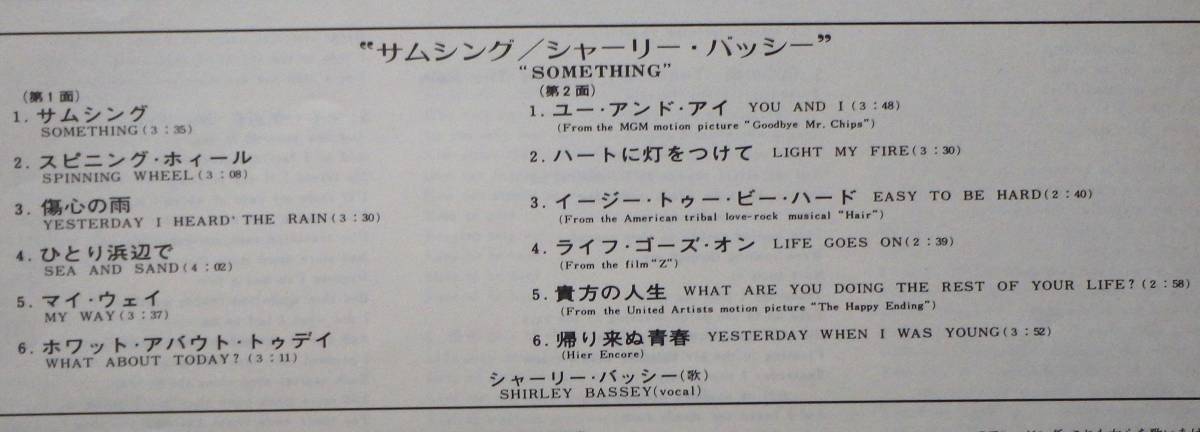 “サムシング／シャーリー・バッシー”
“SOMETHING”
（第1面）
1. サムシング
SOMETHING(3：35)
2. スピニング・ホィール
SPINNING WHEEL(3：08)
3. 傷心の雨
YESTERDAY I HEARD THE RAIN(3：30)
4. ひとり浜辺で
SEA AND SAND(4：02)
5. マイ・ウェイ
MY WAY(3：37)
6. ホワット・アバウト・トゥデイ
WHAT ABOUT TODAY?(3：11)
（第2面）
1. ユー・アンド・アイ YOU AND I(3：48)
(From the MGM motion picture “Goodbye Mr. Chips”)
2. ハートに灯をつけて LIGHT MY FIRE(3：30)
3. イージー・トゥー・ビー・ハード EASY TO BE HARD(2：40)
(From the American tribal love-rock musical “Hair”)
4. ライフ・ゴーズ・オン LIFE GOES ON(2：39)
(From the film “Z”)
5. 貴方の人生 WHAT ARE YOU DOING THE REST OF YOUR LIFE?(2：58)
(From the United Artists motion picture “The Happy Ending”)
6. 帰り来ぬ青春 YESTERDAY WHEN I WAS YOUNG(3：52)
(Hier Encore)
シャーリー・バッシー(歌)
SHIRLEY BASSEY(vocal)